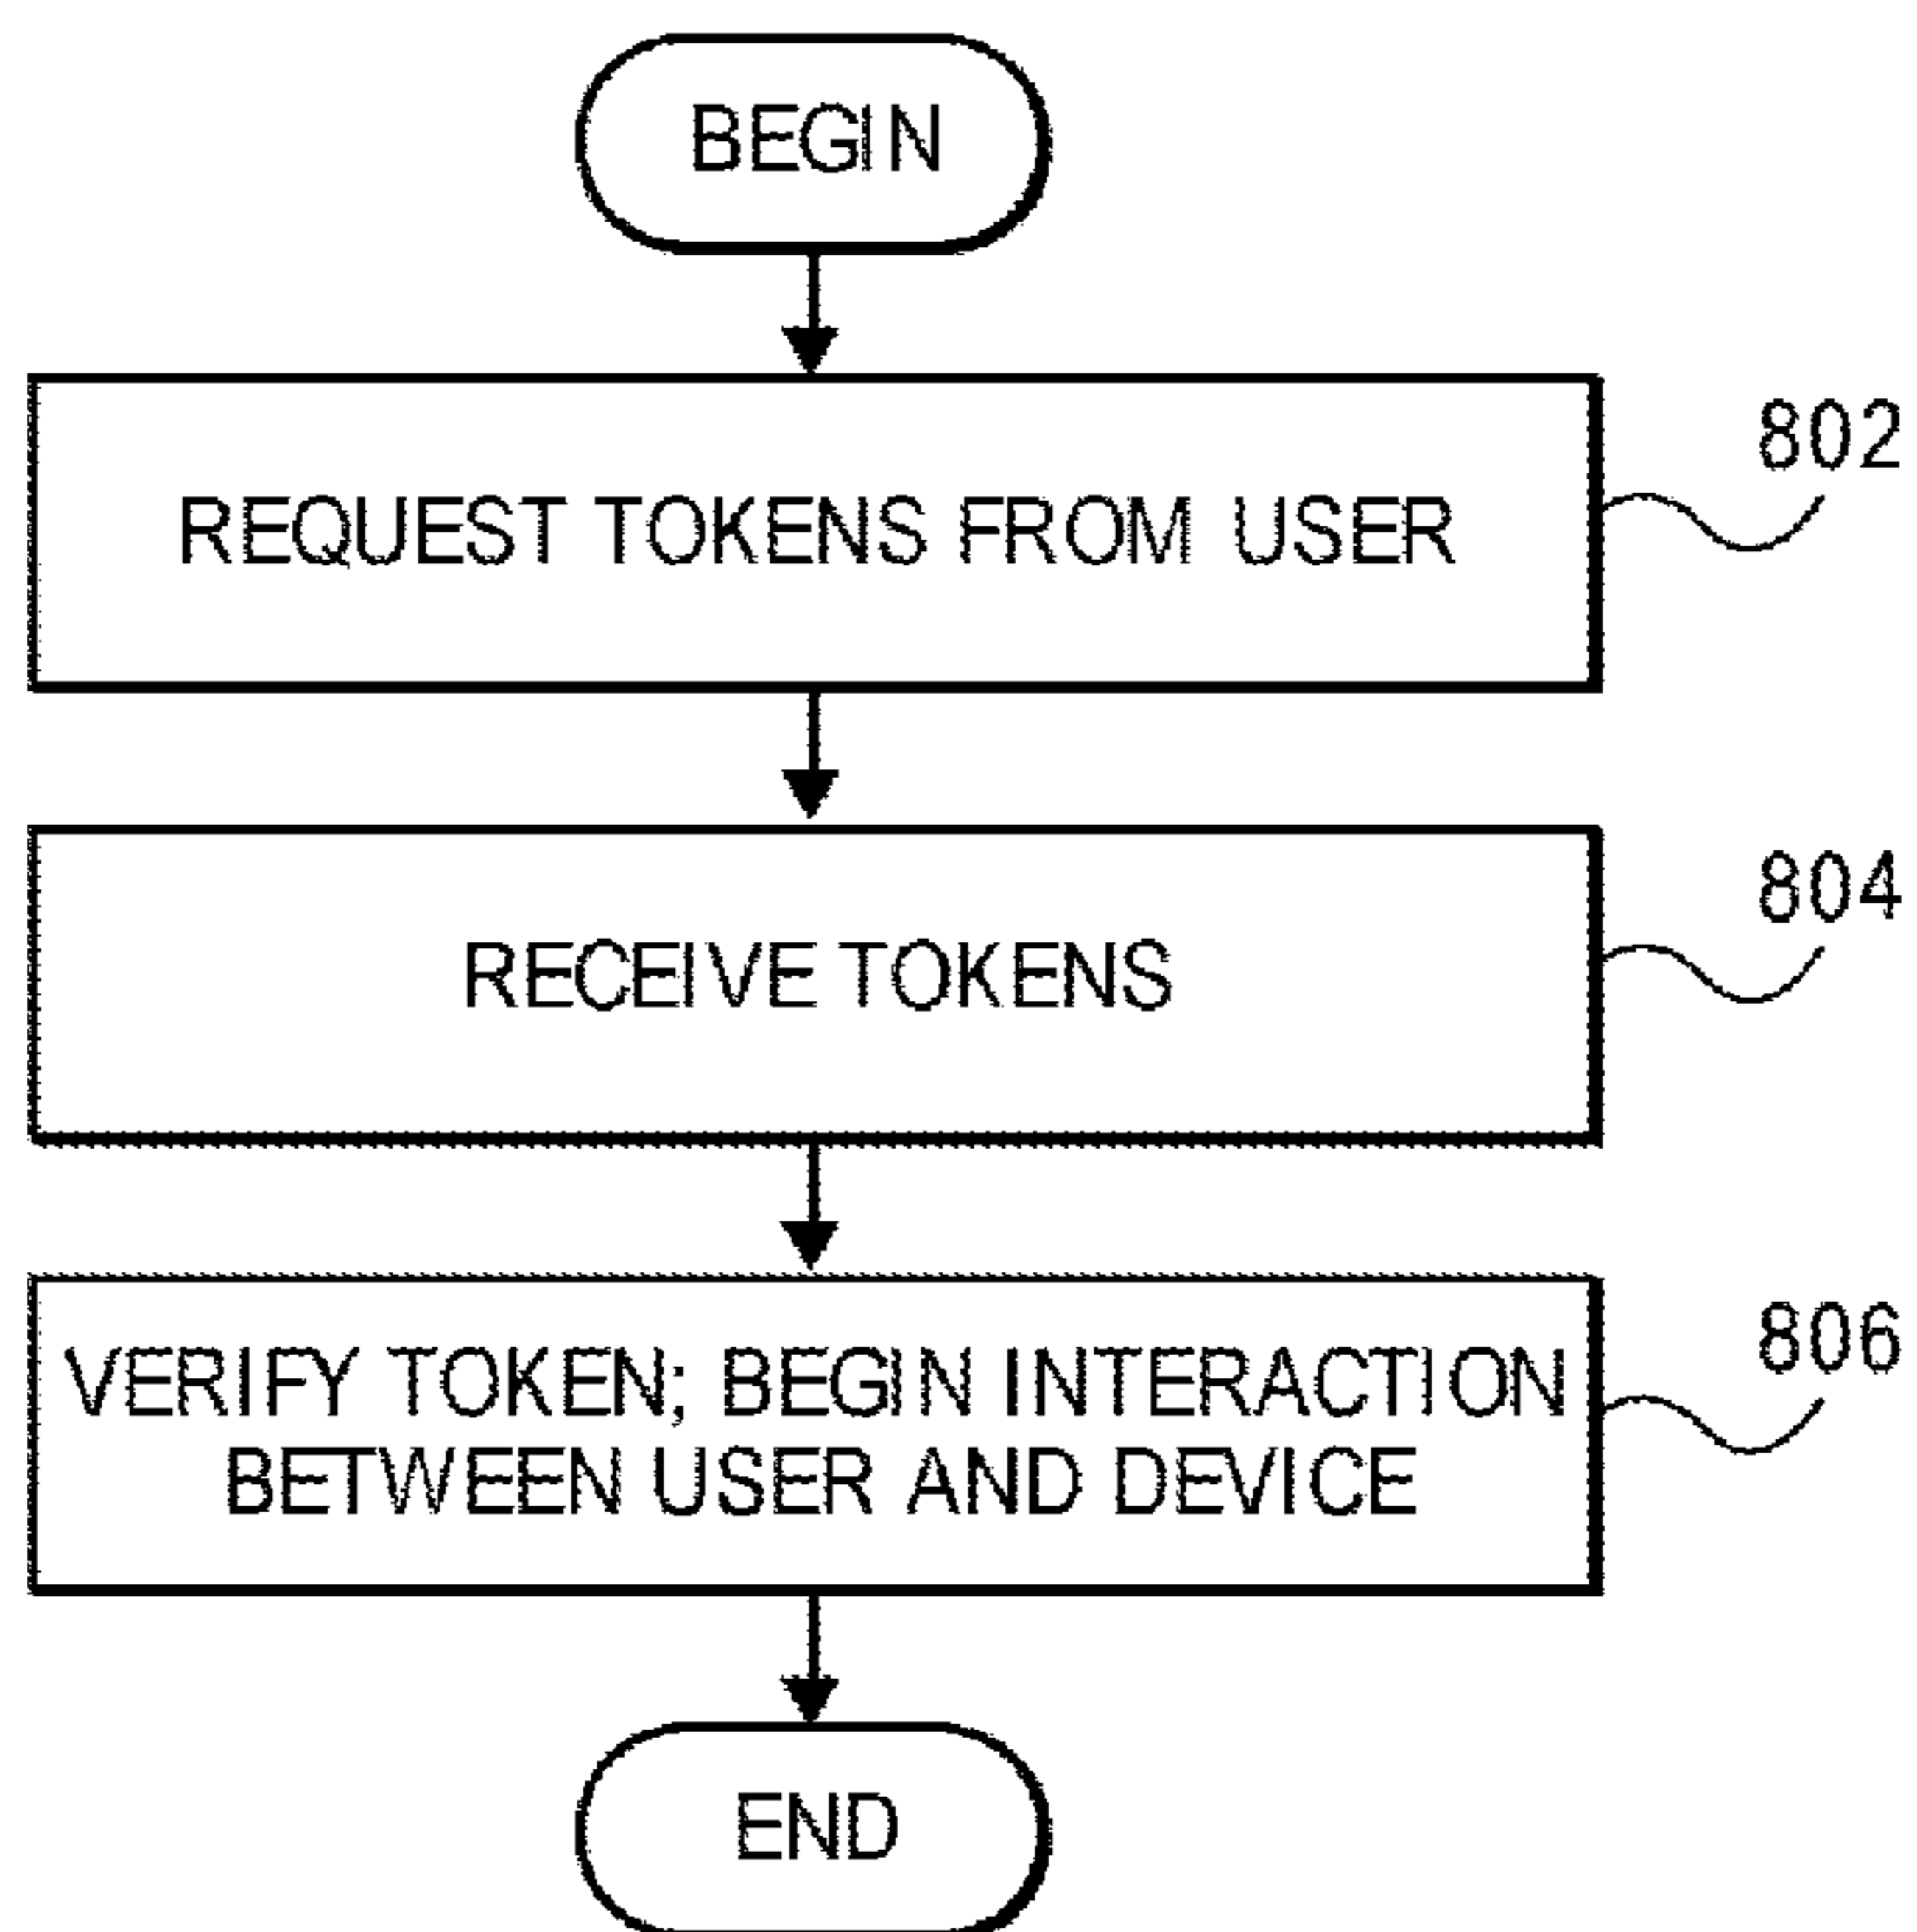 BEGIN
802
REQUEST TOKENS FROM USER
804
RECEIVE TOKENS
806
VERIFY TOKEN; BEGIN INTERACTION
BETWEEN USER AND DEVICE
END